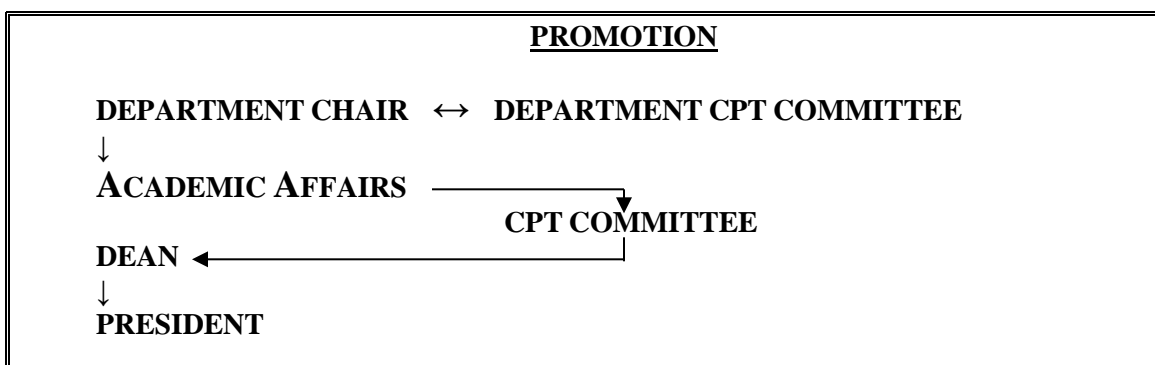 PROMOTION
DEPARTMENT CHAIR ↔ DEPARTMENT CPT COMMITTEE
↓
ACADEMIC AFFAIRS
CPT COMMITTEE
DEAN
↓
PRESIDENT